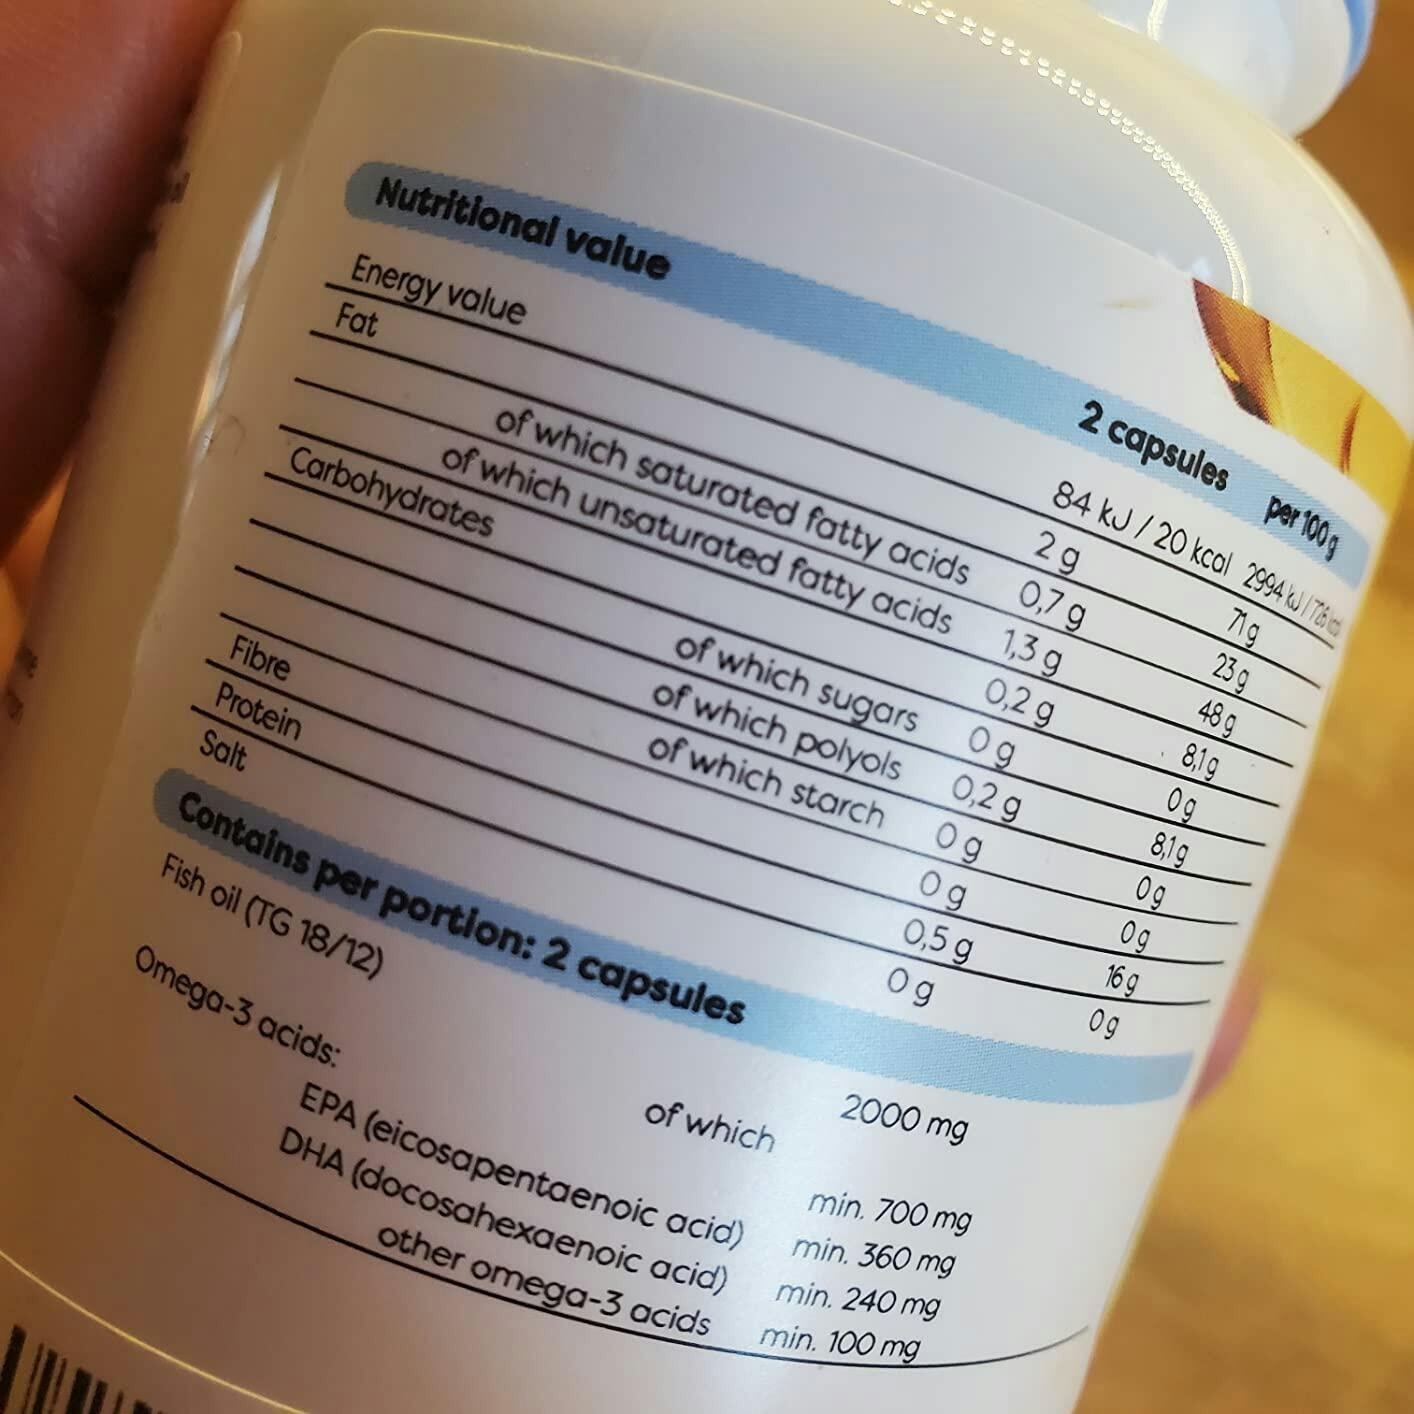 Nutritional value 2 capsules per 100 g
Energy value 84 kJ / 20 kcal 2994 kJ / 726 kcal
Fat 2 g 71 g
of which saturated fatty acids 0,7 g 23 g
of which unsaturated fatty acids 1,3 g 48 g
Carbohydrates 0,2 g 8,1 g
of which sugars 0 g 0 g
of which polyols 0,2 g 8,1 g
of which starch 0 g 0 g
Fibre 0 g 0 g
Protein 0,5 g 16 g
Salt 0 g 0 g
Contains per portion: 2 capsules
Fish oil (TG 18/12) 2000 mg
of which
Omega-3 acids: min. 700 mg
EPA (eicosapentaenoic acid) min. 360 mg
DHA (docosahexaenoic acid) min. 240 mg
other omega-3 acids min. 100 mg